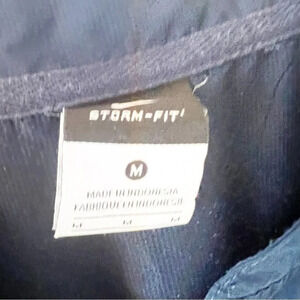 STORM-FIT
M
MADE IN INDONESIA
FABRIQUE EN INDONESIE
M M M